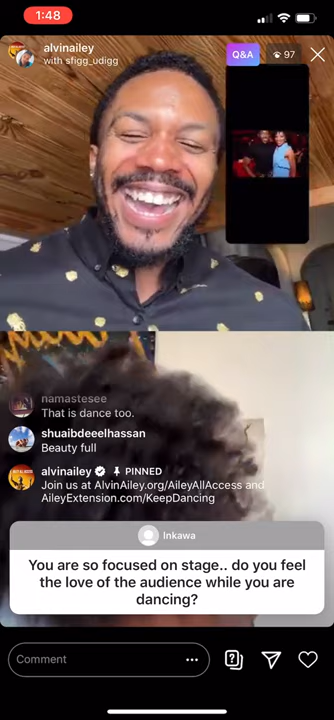 1:48
alvinailey
with sfigg_udigg
Q&A
97
namastesee
That is dance too.
shuaibdeeelhassan
Beauty full
alvinailey PINNED
Join us at AlvinAiley.org/AileyAllAccess and
AileyExtension.com/KeepDancing
Inkawa
You are so focused on stage.. do you feel
the love of the audience while you are
dancing?
Comment